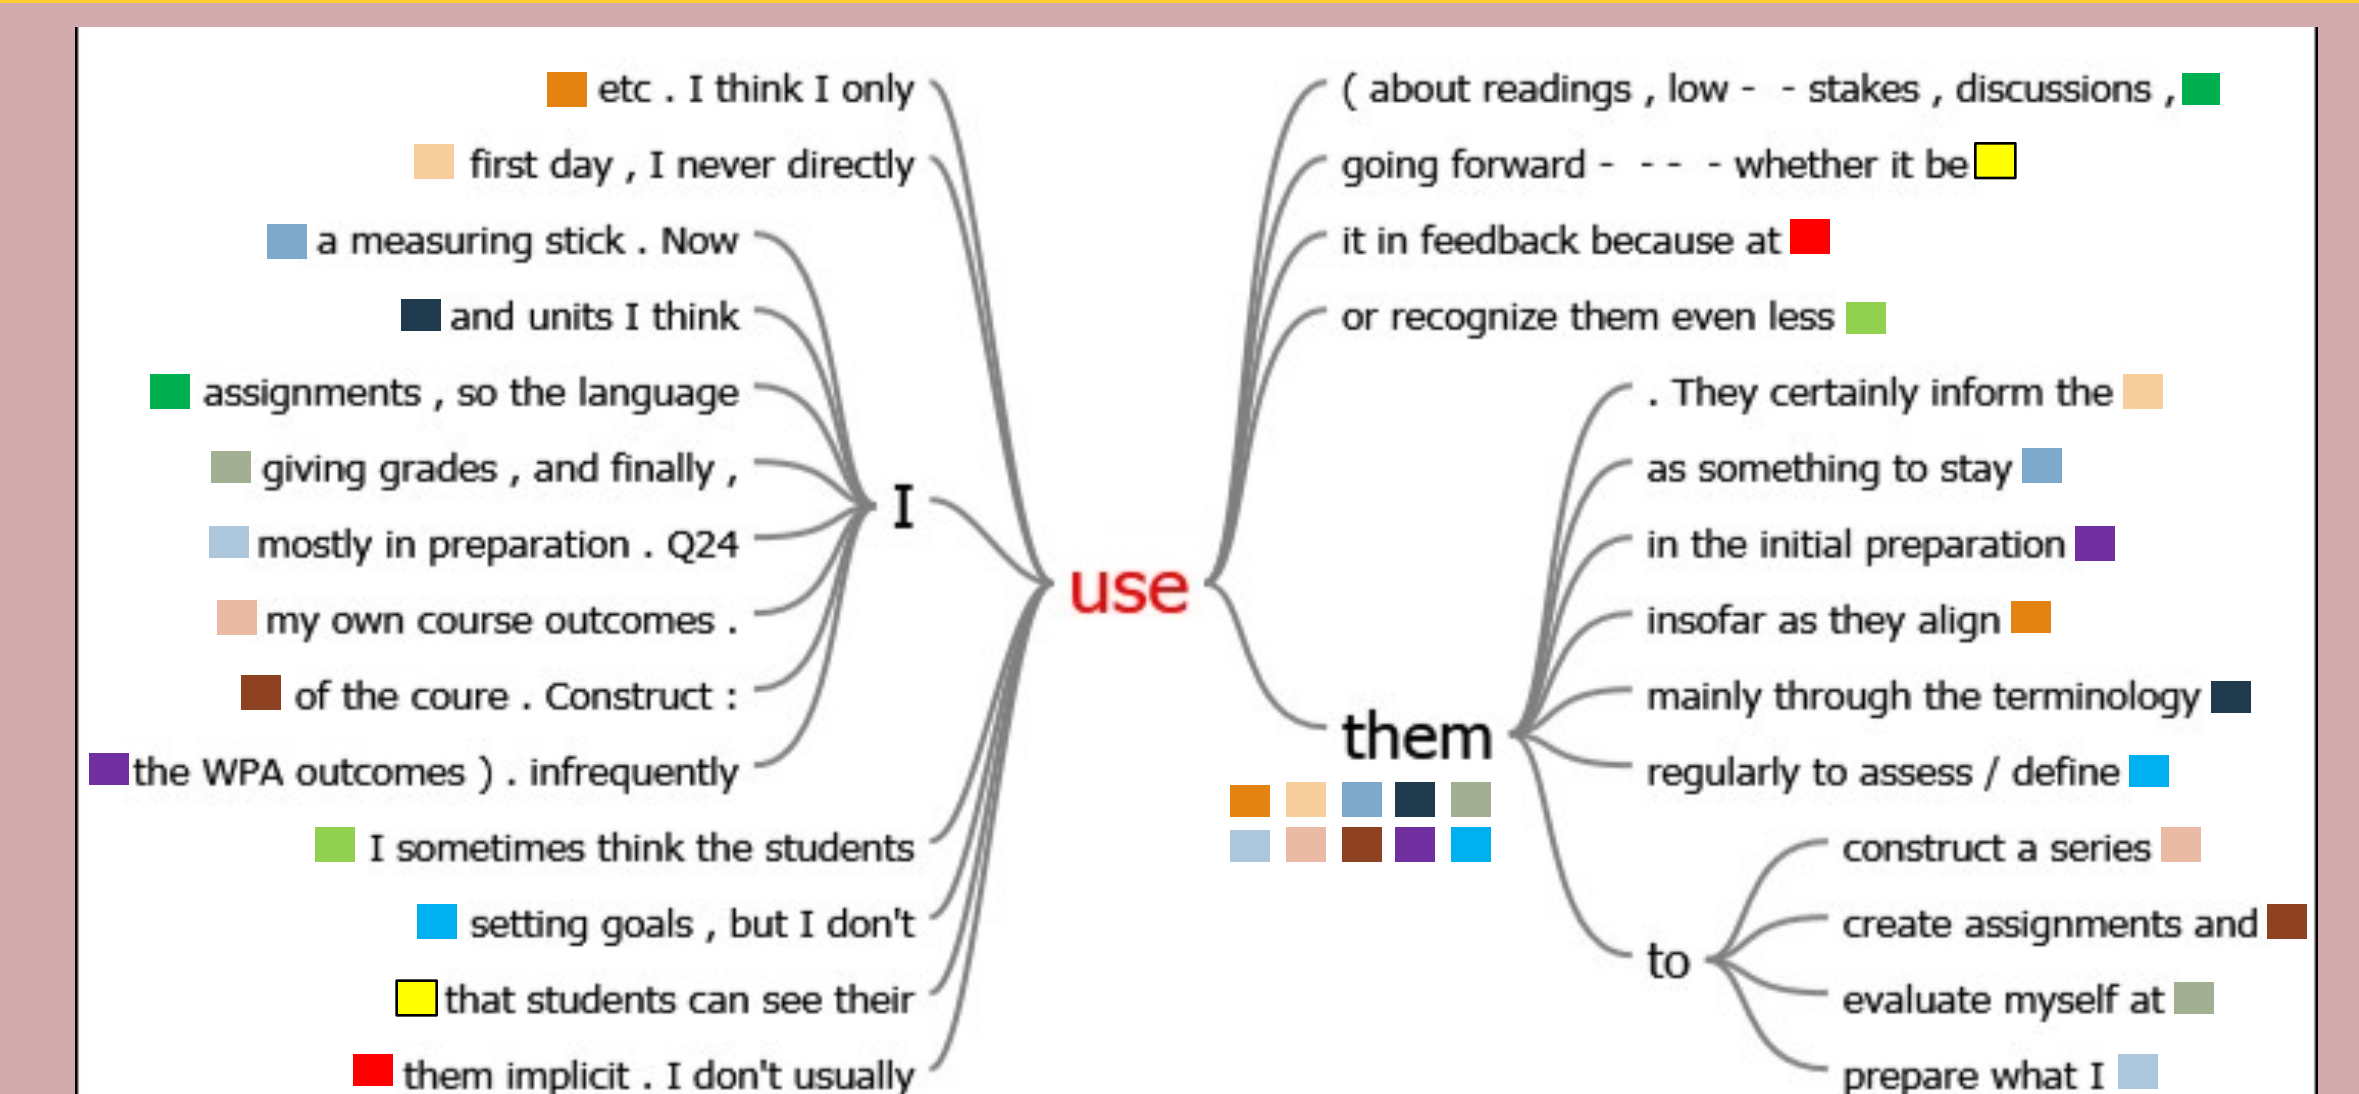 etc . I think I only
first day , I never directly
a measuring stick . Now
and units I think
assignments , so the language
giving grades , and finally ,
mostly in preparation . Q24
my own course outcomes .
of the coure . Construct :
the WPA outcomes ) . infrequently
I
I sometimes think the students
setting goals , but I don't
that students can see their
them implicit . I don't usually
use
( about readings , low - - stakes , discussions ,
going forward - - - - whether it be
it in feedback because at
or recognize them even less
them
. They certainly inform the
as something to stay
in the initial preparation
insofar as they align
mainly through the terminology
regularly to assess / define
to
construct a series
create assignments and
evaluate myself at
prepare what I